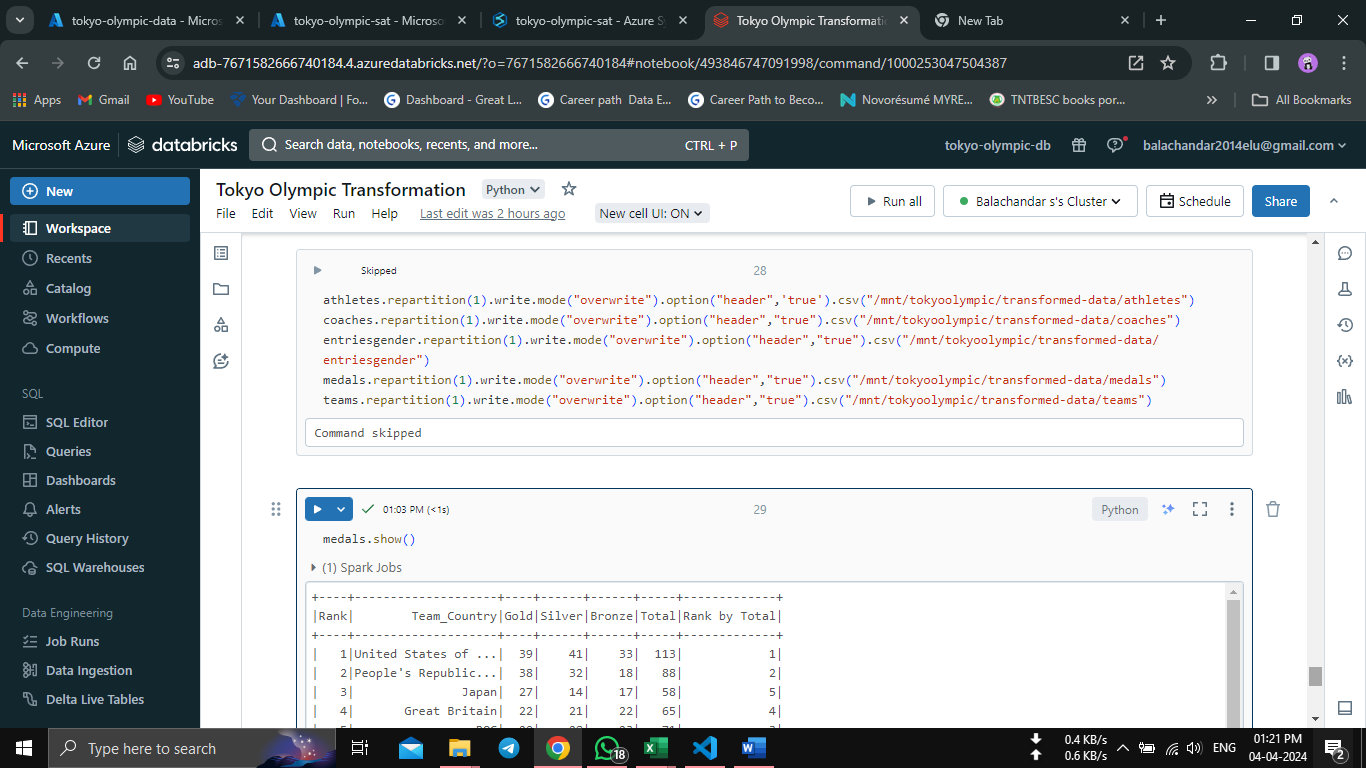 tokyo-olympic-data - Micros
tokyo-olympic-sat - Microso
tokyo-olympic-sat - Azure Sy
Tokyo Olympic Transformati
New Tab
adb-7671582666740184.4.azuredatabricks.net/?o=7671582666740184#notebook/493846747091998/command/1000253047504387
Apps
Gmail
YouTube
Your Dashboard | Fo...
Dashboard - Great L...
Career path Data E...
Career Path to Beco...
Novorésumé MYRE...
TNTBESC books por...
All Bookmarks
Microsoft Azure
databricks
Search data, notebooks, recents, and more...
CTRL + P
tokyo-olympic-db
balachandar2014elu@gmail.com
New
Workspace
Recents
Catalog
Workflows
Compute
SQL
SQL Editor
Queries
Dashboards
Alerts
Query History
SQL Warehouses
Data Engineering
Job Runs
Data Ingestion
Delta Live Tables
Tokyo Olympic Transformation
Python
File Edit View Run Help
Last edit was 2 hours ago
New cell UI: ON
Run all
Balachandar s's Cluster
Schedule
Share
Skipped
28
athletes.repartition(1).write.mode("overwrite").option("header",'true').csv("/mnt/tokyoolympic/transformed-data/athletes")
coaches.repartition(1).write.mode("overwrite").option("header","true").csv("/mnt/tokyoolympic/transformed-data/coaches")
entriesgender.repartition(1).write.mode("overwrite").option("header","true").csv("/mnt/tokyoolympic/transformed-data/
entriesgender")
medals.repartition(1).write.mode("overwrite").option("header","true").csv("/mnt/tokyoolympic/transformed-data/medals")
teams.repartition(1).write.mode("overwrite").option("header","true").csv("/mnt/tokyoolympic/transformed-data/teams")
Command skipped
01:03 PM (<1s)
29
Python
medals.show()
(1) Spark Jobs
+----+--------------------+----+------+------+-----+-------------+
|Rank|        Team_Country|Gold|Silver|Bronze|Total|Rank by Total|
+----+--------------------+----+------+------+-----+-------------+
|   1|United States of ...|  39|    41|    33|  113|            1|
|   2|People's Republic...|  38|    32|    18|   88|            2|
|   3|               Japan|  27|    14|    17|   58|            5|
|   4|       Great Britain|  22|    21|    22|   65|            4|
Type here to search
18
0.4 KB/s
0.6 KB/s
ENG
01:21 PM
04-04-2024
2